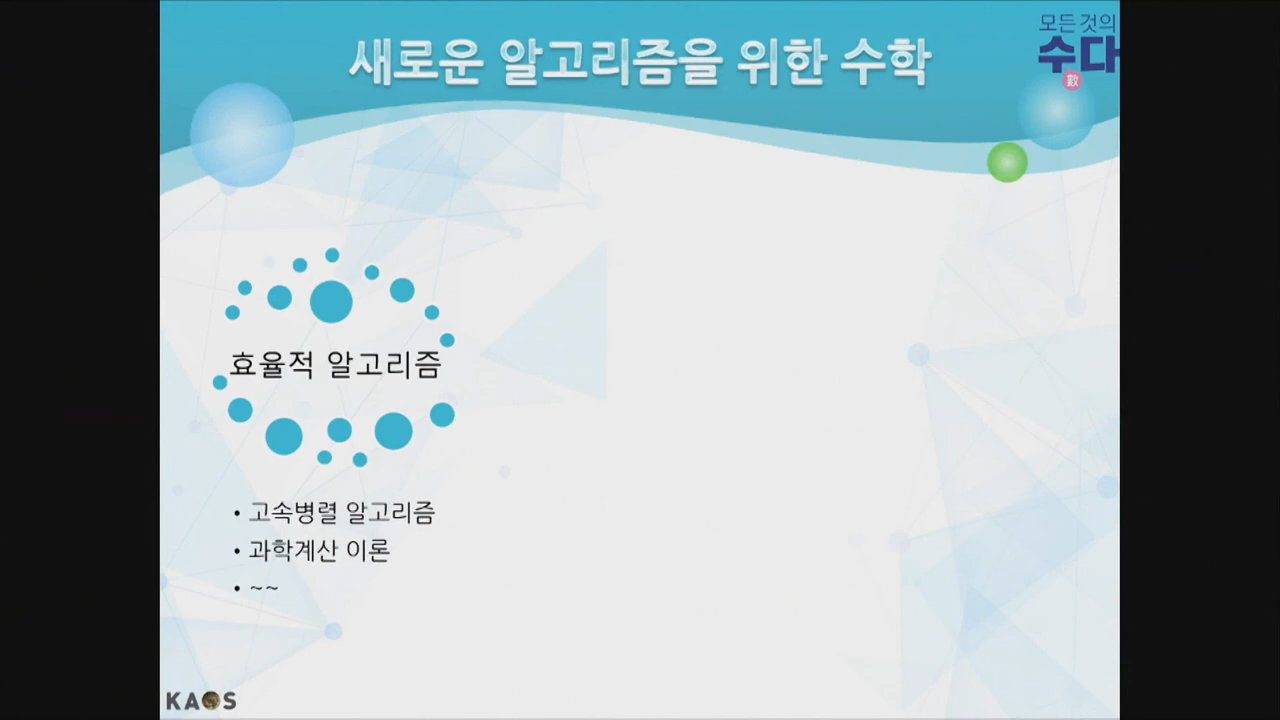 모든 것의
수다
數
새로운 알고리즘을 위한 수학
효율적 알고리즘
• 고속병렬 알고리즘
• 과학계산 이론
• ~~
KAOS